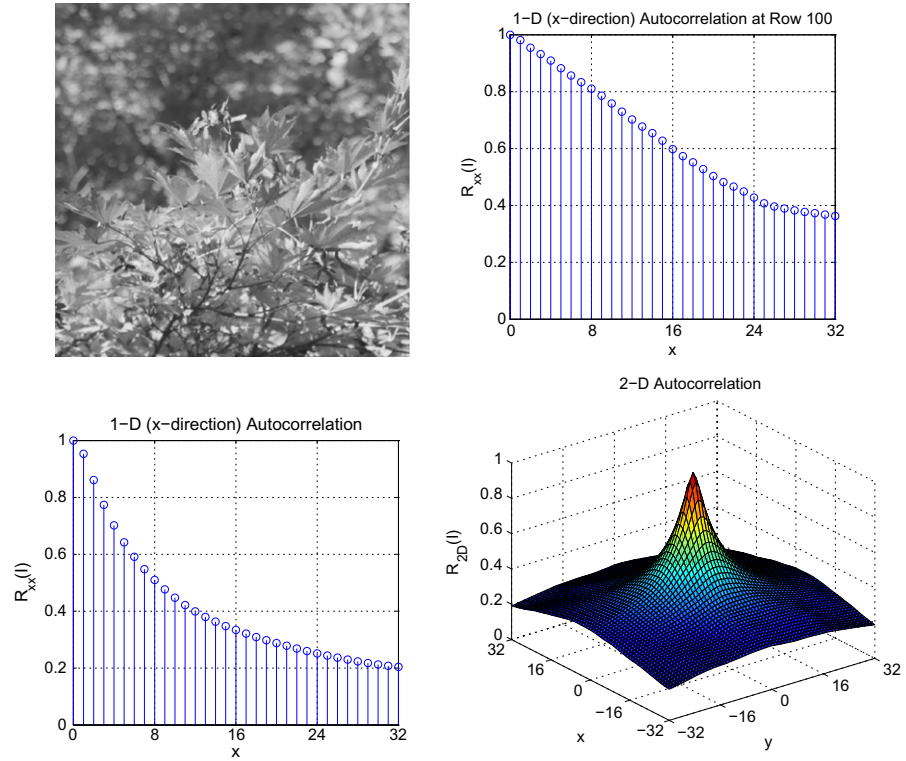 1−D (x−direction) Autocorrelation at Row 100
1
0.8
0.6
0.4
0.2
0
R_xx(I)
0 8 16 24 32
x
1−D (x−direction) Autocorrelation
1
0.8
0.6
0.4
0.2
0
R_xx(I)
0 8 16 24 32
x
2−D Autocorrelation
1
0.8
0.6
0.4
0.2
0
R_2D(I)
32 16 0 −16 −32
x
−32 −16 0 16 32
y